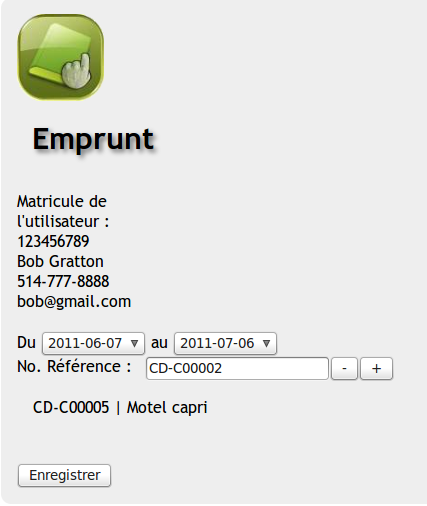 Emprunt
Matricule de
l'utilisateur :
123456789
Bob Gratton
514-777-8888
bob@gmail.com
Du 2011-06-07 au 2011-07-06
No. Référence : CD-C00002 - +
CD-C00005 | Motel capri
Enregistrer